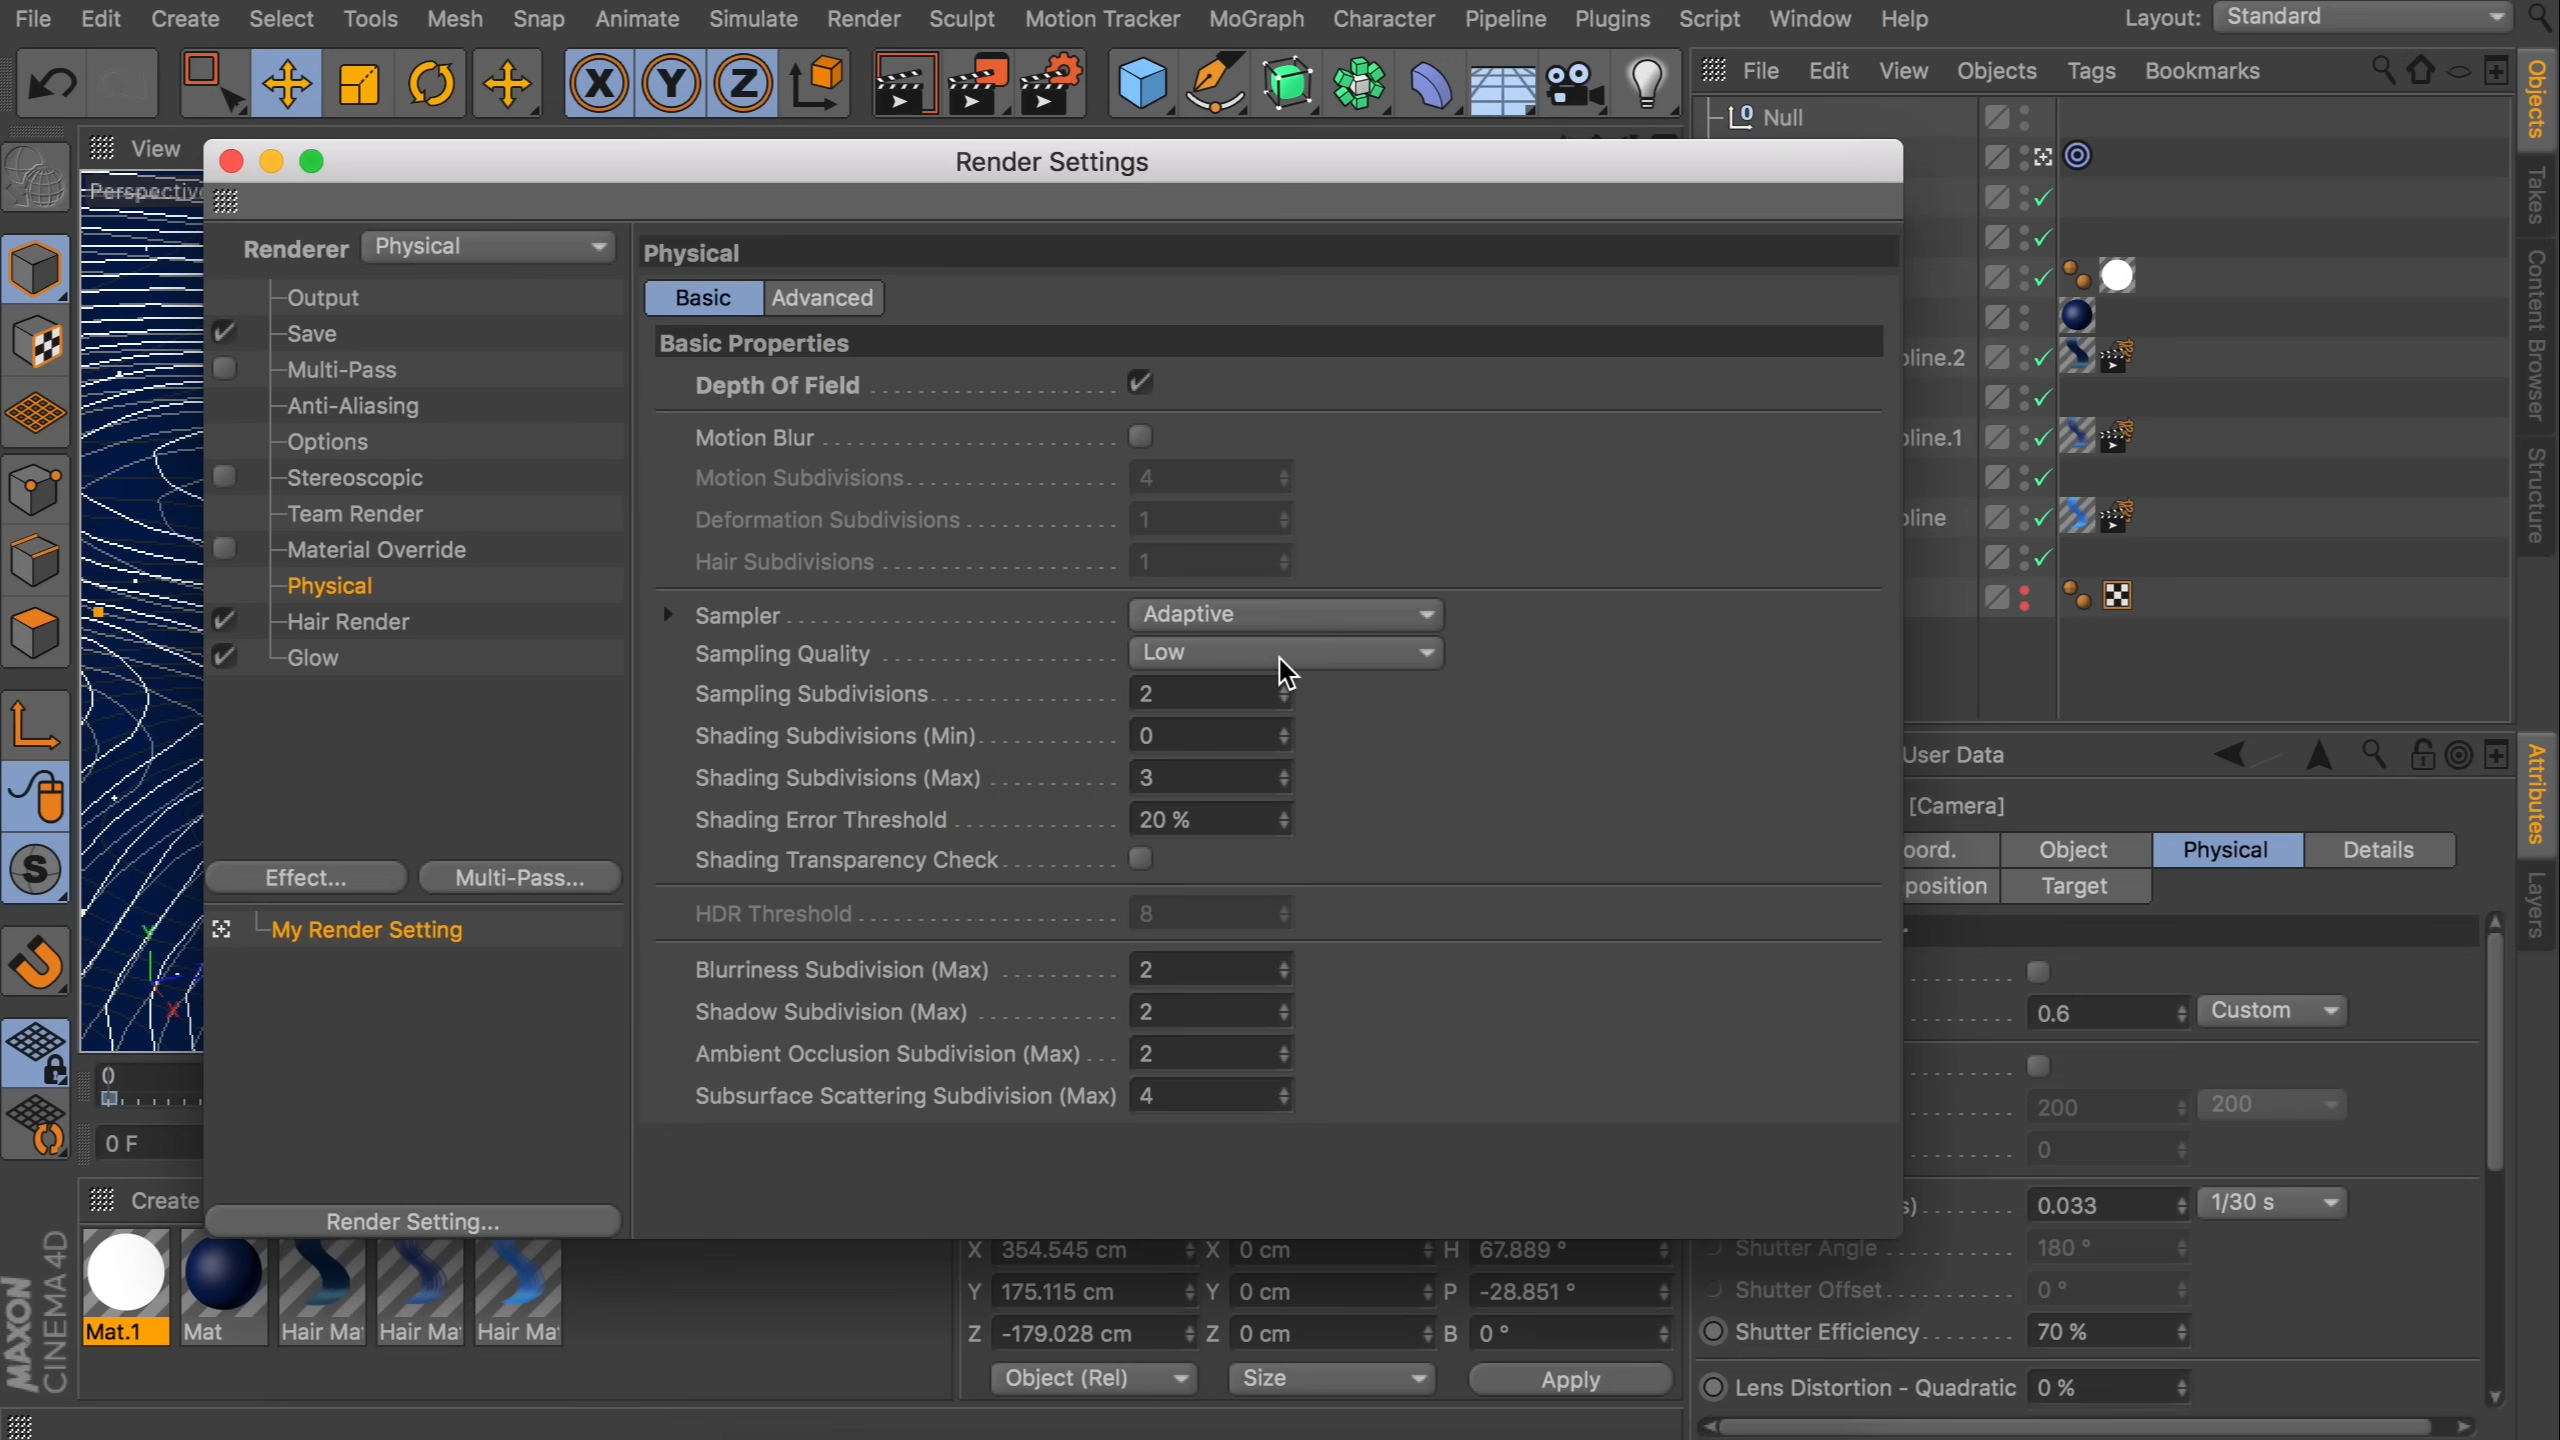 File Edit Create Select Tools Mesh Snap Animate Simulate Render Sculpt Motion Tracker MoGraph Character Pipeline Plugins Script Window Help Layout: Standard
File Edit View Objects Tags Bookmarks
Objects
Takes
Content Browser
Structure
Null
View
Render Settings
Perspective
Renderer Physical
Output
Save
Multi-Pass
Anti-Aliasing
Options
Stereoscopic
Team Render
Material Override
Physical
Hair Render
Glow
Effect... Multi-Pass...
My Render Setting
Render Setting...
Physical
Basic Advanced
Basic Properties
Depth Of Field
Motion Blur
Motion Subdivisions 4
Deformation Subdivisions 1
Hair Subdivisions 1
Sampler Adaptive
Sampling Quality Low
Sampling Subdivisions 2
Shading Subdivisions (Min) 0
Shading Subdivisions (Max) 3
Shading Error Threshold 20 %
Shading Transparency Check
HDR Threshold 8
Blurriness Subdivision (Max) 2
Shadow Subdivision (Max) 2
Ambient Occlusion Subdivision (Max) 2
Subsurface Scattering Subdivision (Max) 4
pline.2
pline.1
pline
User Data
Attributes
Layers
[Camera]
oord. Object Physical Details
position Target
0.6 Custom
200 200
0
s) 0.033 1/30 s
Shutter Angle 180 °
Shutter Offset 0 °
Shutter Efficiency 70 %
Lens Distortion - Quadratic 0 %
X Y Z
S
Y
X
0
0 F
Create
Mat.1 Mat Hair Ma Hair Ma Hair Ma
MAXON
CINEMA 4D
X 354.545 cm X 0 cm H 67.889 °
Y 175.115 cm Y 0 cm P -28.851 °
Z -179.028 cm Z 0 cm B 0 °
Object (Rel) Size Apply